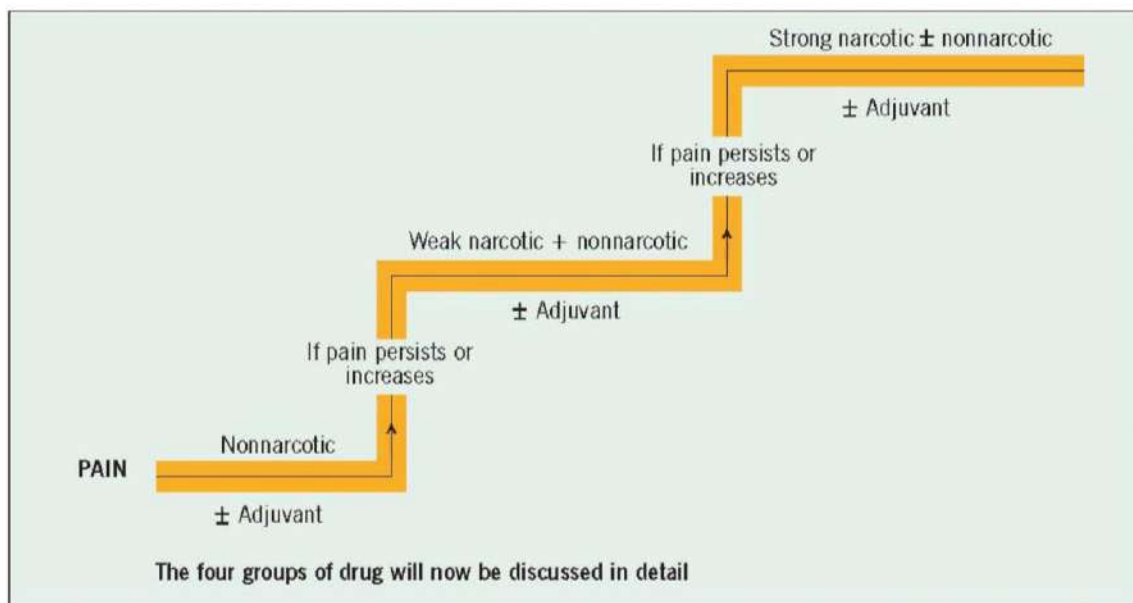 Strong narcotic ± nonnarcotic
± Adjuvant
If pain persists or
increases
Weak narcotic + nonnarcotic
± Adjuvant
If pain persists or
increases
Nonnarcotic
PAIN
± Adjuvant
The four groups of drug will now be discussed in detail